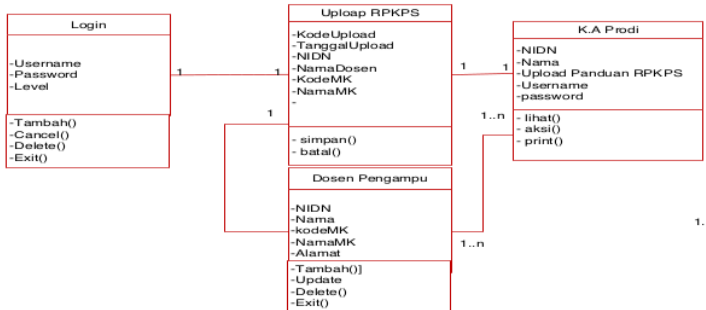 Login
-Username
-Password
-Level
-Tambah()
-Cancel()
-Delete()
-Exit()
1
1
Uploap RPKPS
-KodeUpload
-TanggalUpload
-NIDN
-NamaDosen
-KodeMK
-NamaMK
-
- simpan()
- batal()
1
1
1
K.A Prodi
-NIDN
-Nama
-Upload Panduan RPKPS
-Username
-password
- lihat()
- aksi()
- print()
1..n
Dosen Pengampu
-NIDN
-Nama
-kodeMK
-NamaMK
-Alamat
-Tambah()]
-Update
-Delete()
-Exit()
1..n
1.